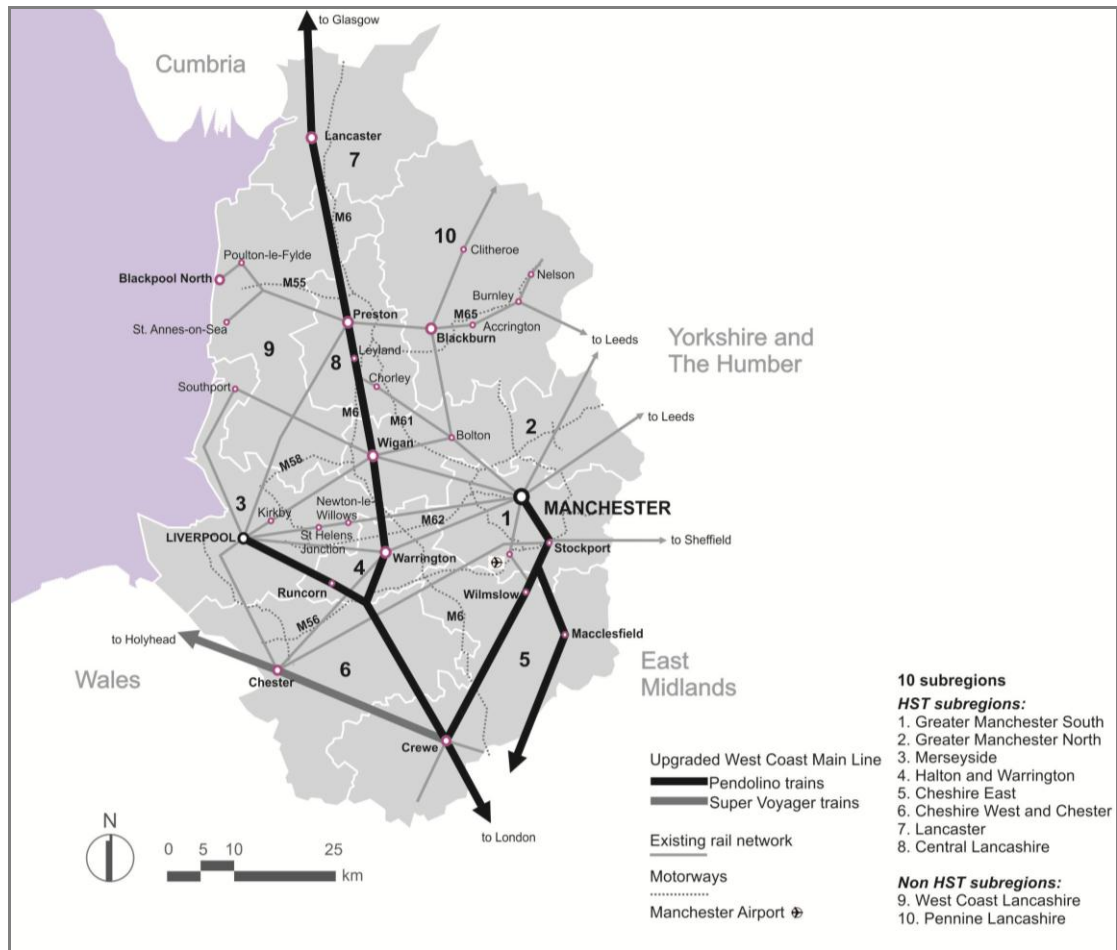 to Glasgow
Cumbria
Lancaster
7
M6
10
Clitheroe
Poulton-le-Fylde
Nelson
Blackpool North
M55
Burnley
Preston
M65
St. Annes-on-Sea
Blackburn
Accrington
to Leeds
Yorkshire and
The Humber
9
8
Leyland
Chorley
Southport
M6
M61
2
to Leeds
Bolton
Wigan
M58
3
MANCHESTER
Kirkby
Newton-le-
Willows
M62
1
LIVERPOOL
St Helens
Junction
Warrington
Stockport
to Sheffield
4
Runcorn
Wilmslow
M56
M6
Macclesfield
to Holyhead
5
Wales
Chester
6
East
Midlands
Crewe
to London
N
0 5 10 25
km
Upgraded West Coast Main Line
Pendolino trains
Super Voyager trains
Existing rail network
Motorways
Manchester Airport
10 subregions
HST subregions:
1. Greater Manchester South
2. Greater Manchester North
3. Merseyside
4. Halton and Warrington
5. Cheshire East
6. Cheshire West and Chester
7. Lancaster
8. Central Lancashire
Non HST subregions:
9. West Coast Lancashire
10. Pennine Lancashire